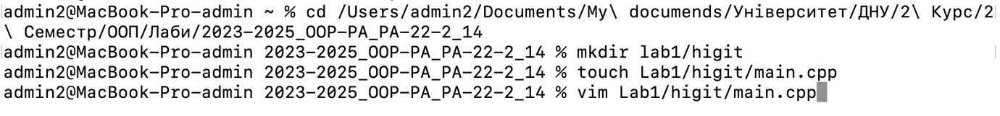 admin2@MacBook-Pro-admin ~ % cd /Users/admin2/Documents/My\ documends/Університет/ДНУ/2\ Курс/2
\ Семестр/ООП/Лаби/2023-2025_OOP-PA_PA-22-2_14
admin2@MacBook-Pro-admin 2023-2025_OOP-PA_PA-22-2_14 % mkdir lab1/higit
admin2@MacBook-Pro-admin 2023-2025_OOP-PA_PA-22-2_14 % touch Lab1/higit/main.cpp
admin2@MacBook-Pro-admin 2023-2025_OOP-PA_PA-22-2_14 % vim Lab1/higit/main.cpp